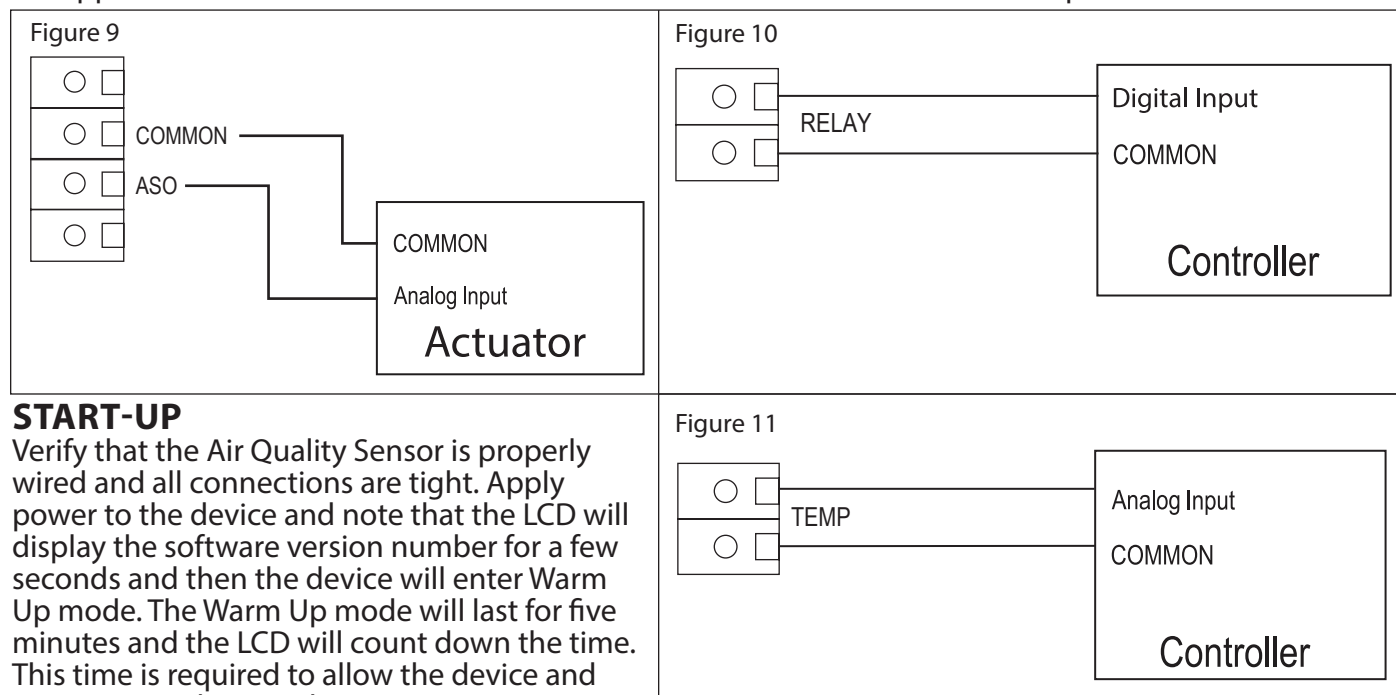 Figure 9
COMMON
ASO
COMMON
Analog Input
Actuator
Figure 10
RELAY
Digital Input
COMMON
Controller
START-UP
Verify that the Air Quality Sensor is properly
wired and all connections are tight. Apply
power to the device and note that the LCD will
display the software version number for a few
seconds and then the device will enter Warm
Up mode. The Warm Up mode will last for five
minutes and the LCD will count down the time.
This time is required to allow the device and
Figure 11
TEMP
Analog Input
COMMON
Controller